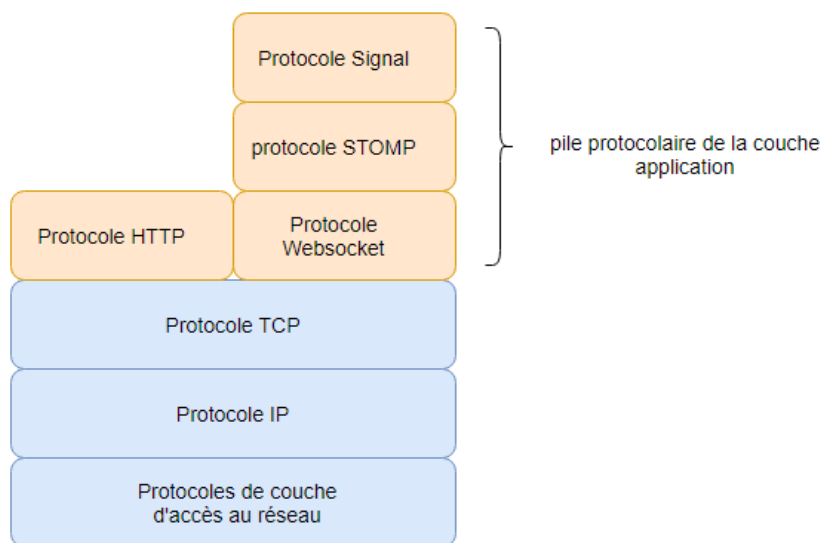 Protocole Signal
protocole STOMP
pile protocolaire de la couche
application
Protocole HTTP
Protocole
Websocket
Protocole TCP
Protocole IP
Protocoles de couche
d'accès au réseau